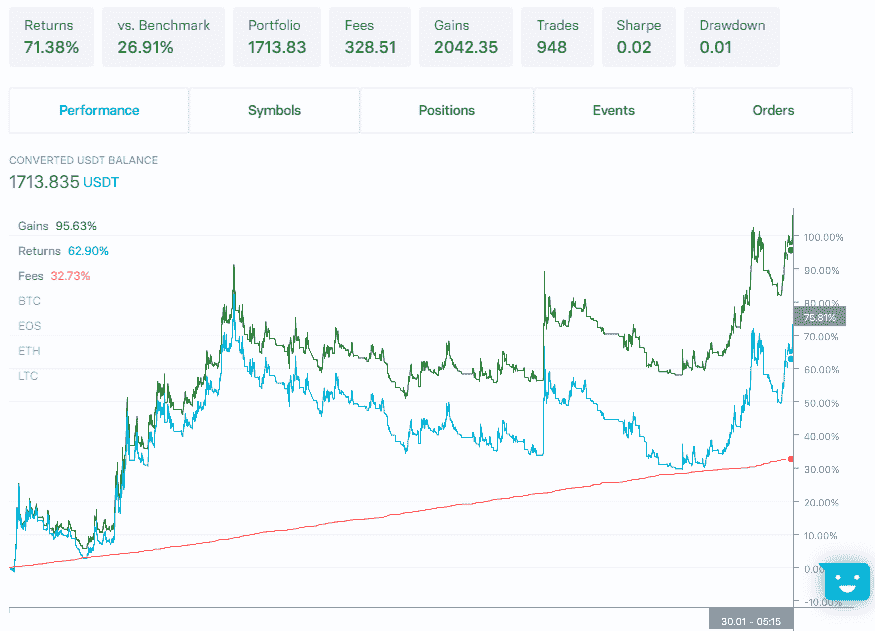 Returns vs. Benchmark Portfolio Fees Gains Trades Sharpe Drawdown
71.38% 26.91% 1713.83 328.51 2042.35 948 0.02 0.01
Performance Symbols Positions Events Orders
CONVERTED USDT BALANCE
1713.835 USDT
Gains 95.63%
Returns 62.90%
Fees 32.73%
BTC
EOS
ETH
LTC
100.00%
90.00%
80.00%
75.81%
70.00%
60.00%
50.00%
40.00%
30.00%
20.00%
10.00%
0.00
-10.00%
30.01 - 05:15